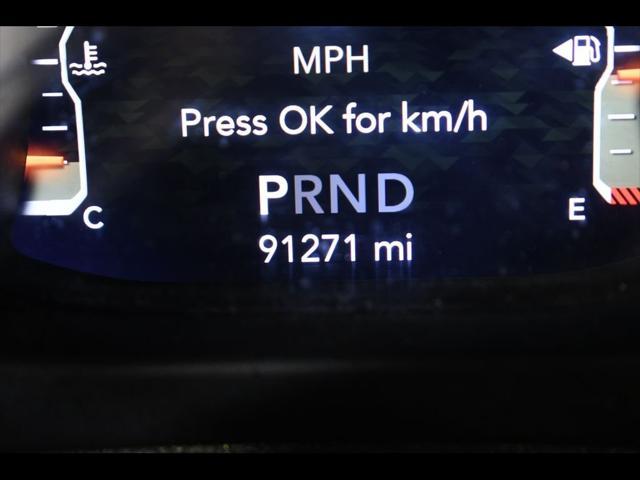 MPH
Press OK for km/h
PRND
C
E
91271 mi